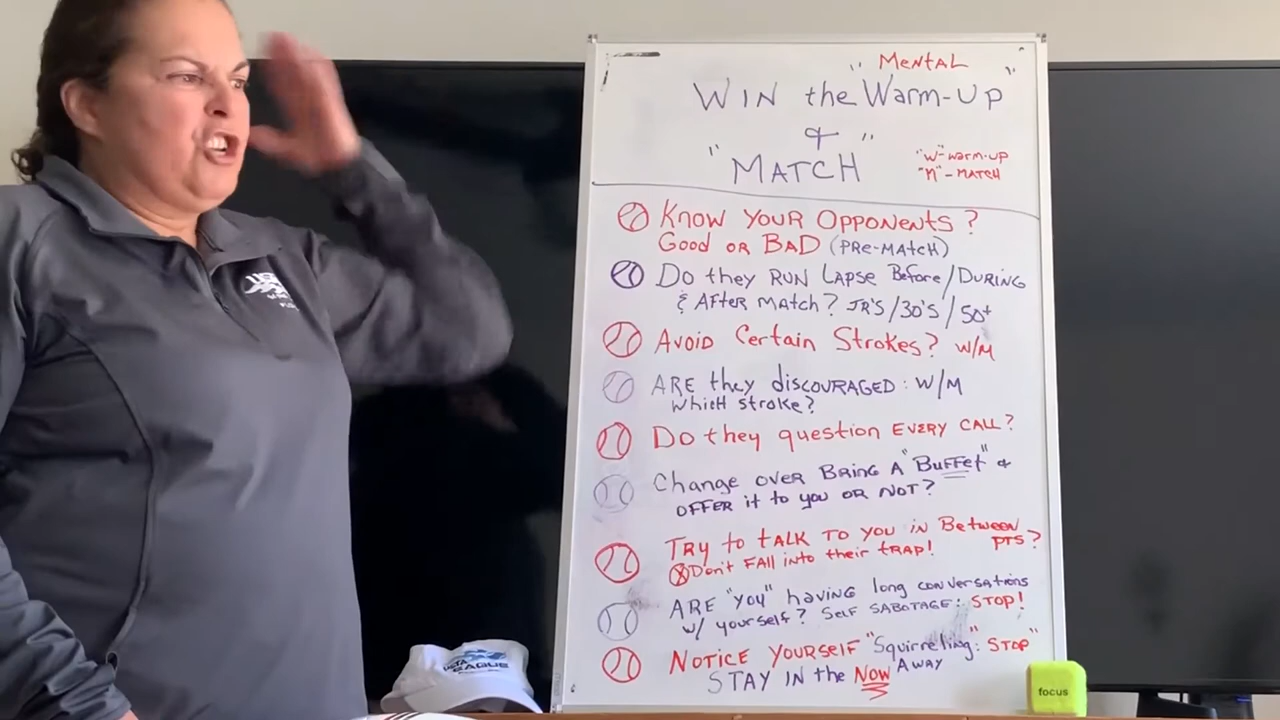 "Mental"
WIN the Warm-Up
&
"MATCH"
"W"-warm-up
"M"-MATCH
Know Your Opponents?
Good or BAD (PRE-MATCH)
Do they RUN Lapse Before/DURING
& After Match? JR'S/30'S/50+
Avoid Certain Strokes? W/M
ARE they discouraged: W/M
Which stroke?
Do they question EVERY CALL?
Change over Bring A "Buffet" &
OFFER it to you OR NOT?
TRY to tALK TO YOU in Between PTS?
Don't FAll into their tRAP!
ARE "you" having long conversations
w/ yourself? Self SABOTAGE: STOP!
NOTICE YOURSElf "Squirreling": STOP"
STAY IN the Now AWAY
focus
USTA
LEAGUE